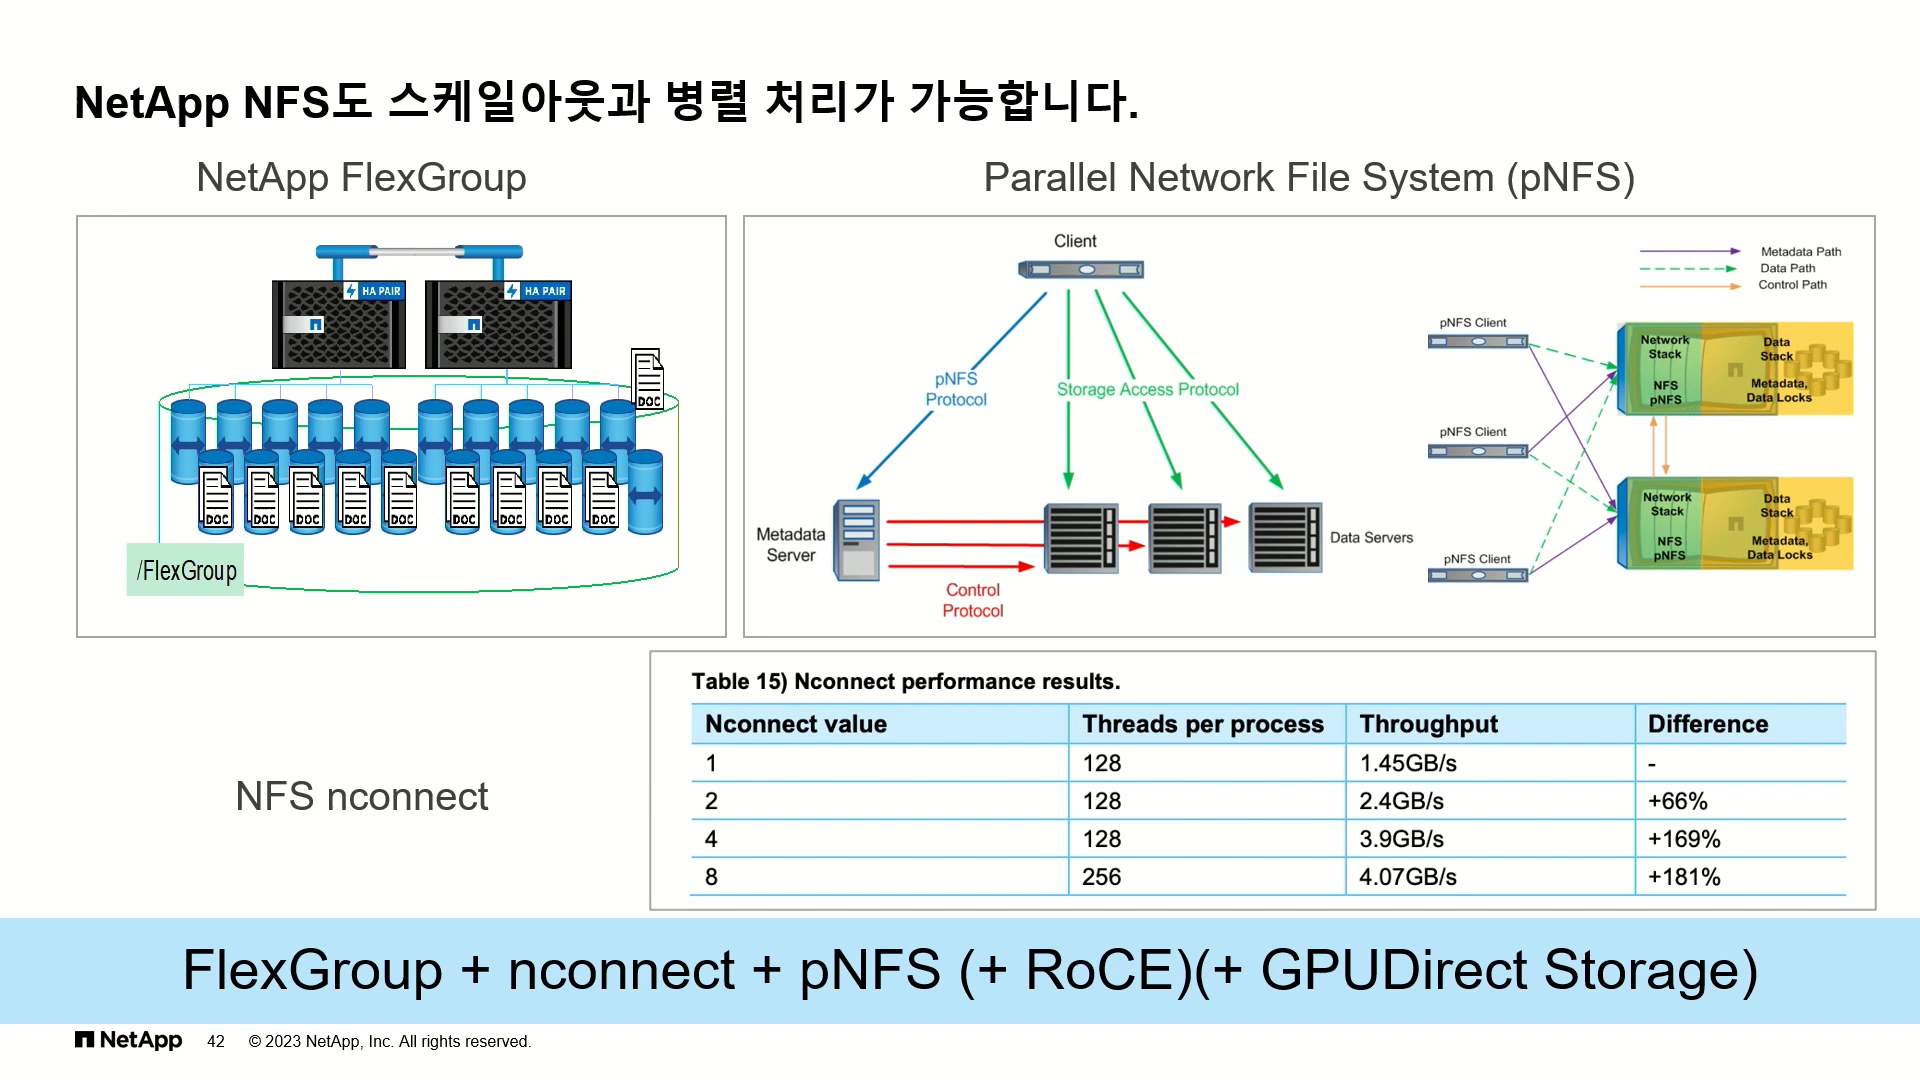 NetApp NFS도 스케일아웃과 병렬 처리가 가능합니다.
NetApp FlexGroup
Parallel Network File System (pNFS)
HA PAIR
HA PAIR
DOC
DOC
DOC
DOC
DOC
DOC
DOC
DOC
DOC
DOC
/FlexGroup
Client
pNFS
Protocol
Storage Access Protocol
Metadata
Server
Data Servers
Control
Protocol
Metadata Path
Data Path
Control Path
pNFS Client
Network
Stack
Data
Stack
NFS
pNFS
Metadata,
Data Locks
pNFS Client
Network
Stack
Data
Stack
NFS
pNFS
Metadata,
Data Locks
pNFS Client
NFS nconnect
Table 15) Nconnect performance results.
Nconnect value Threads per process Throughput Difference
1 128 1.45GB/s -
2 128 2.4GB/s +66%
4 128 3.9GB/s +169%
8 256 4.07GB/s +181%
FlexGroup + nconnect + pNFS (+ RoCE)(+ GPUDirect Storage)
NetApp 42 © 2023 NetApp, Inc. All rights reserved.